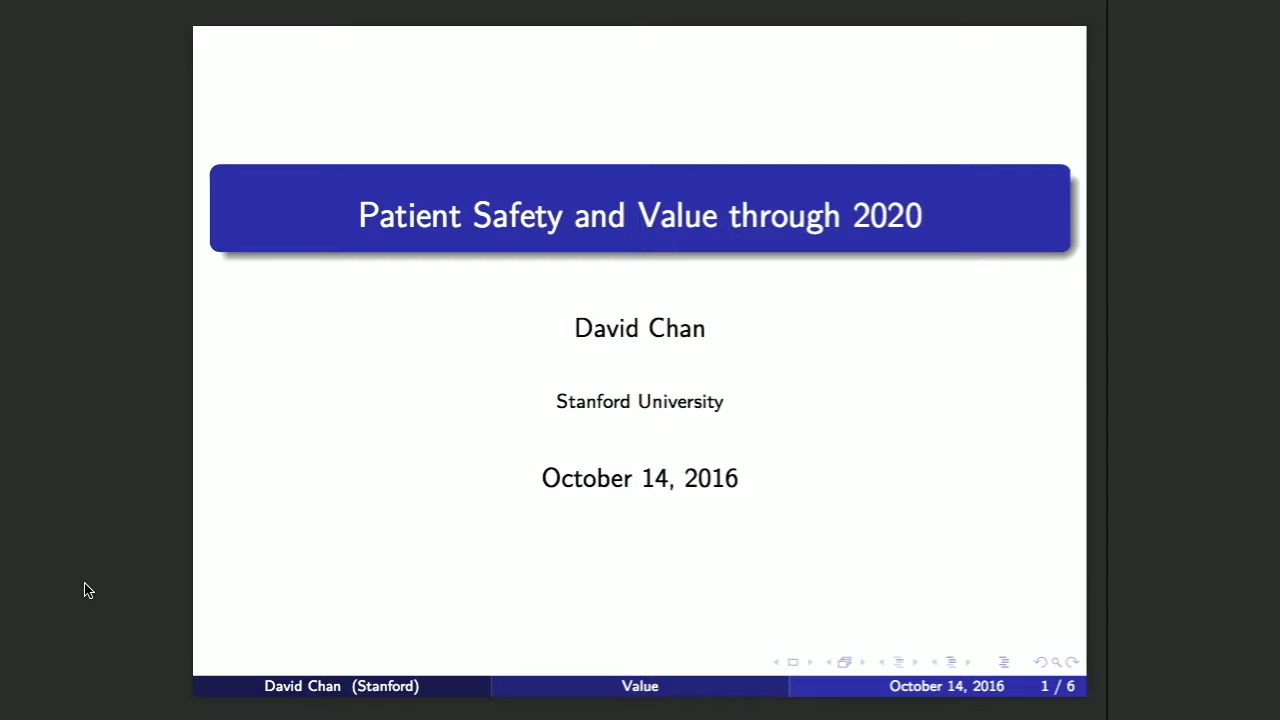 Patient Safety and Value through 2020
David Chan
Stanford University
October 14, 2016
David Chan (Stanford)
Value
October 14, 2016
1 / 6